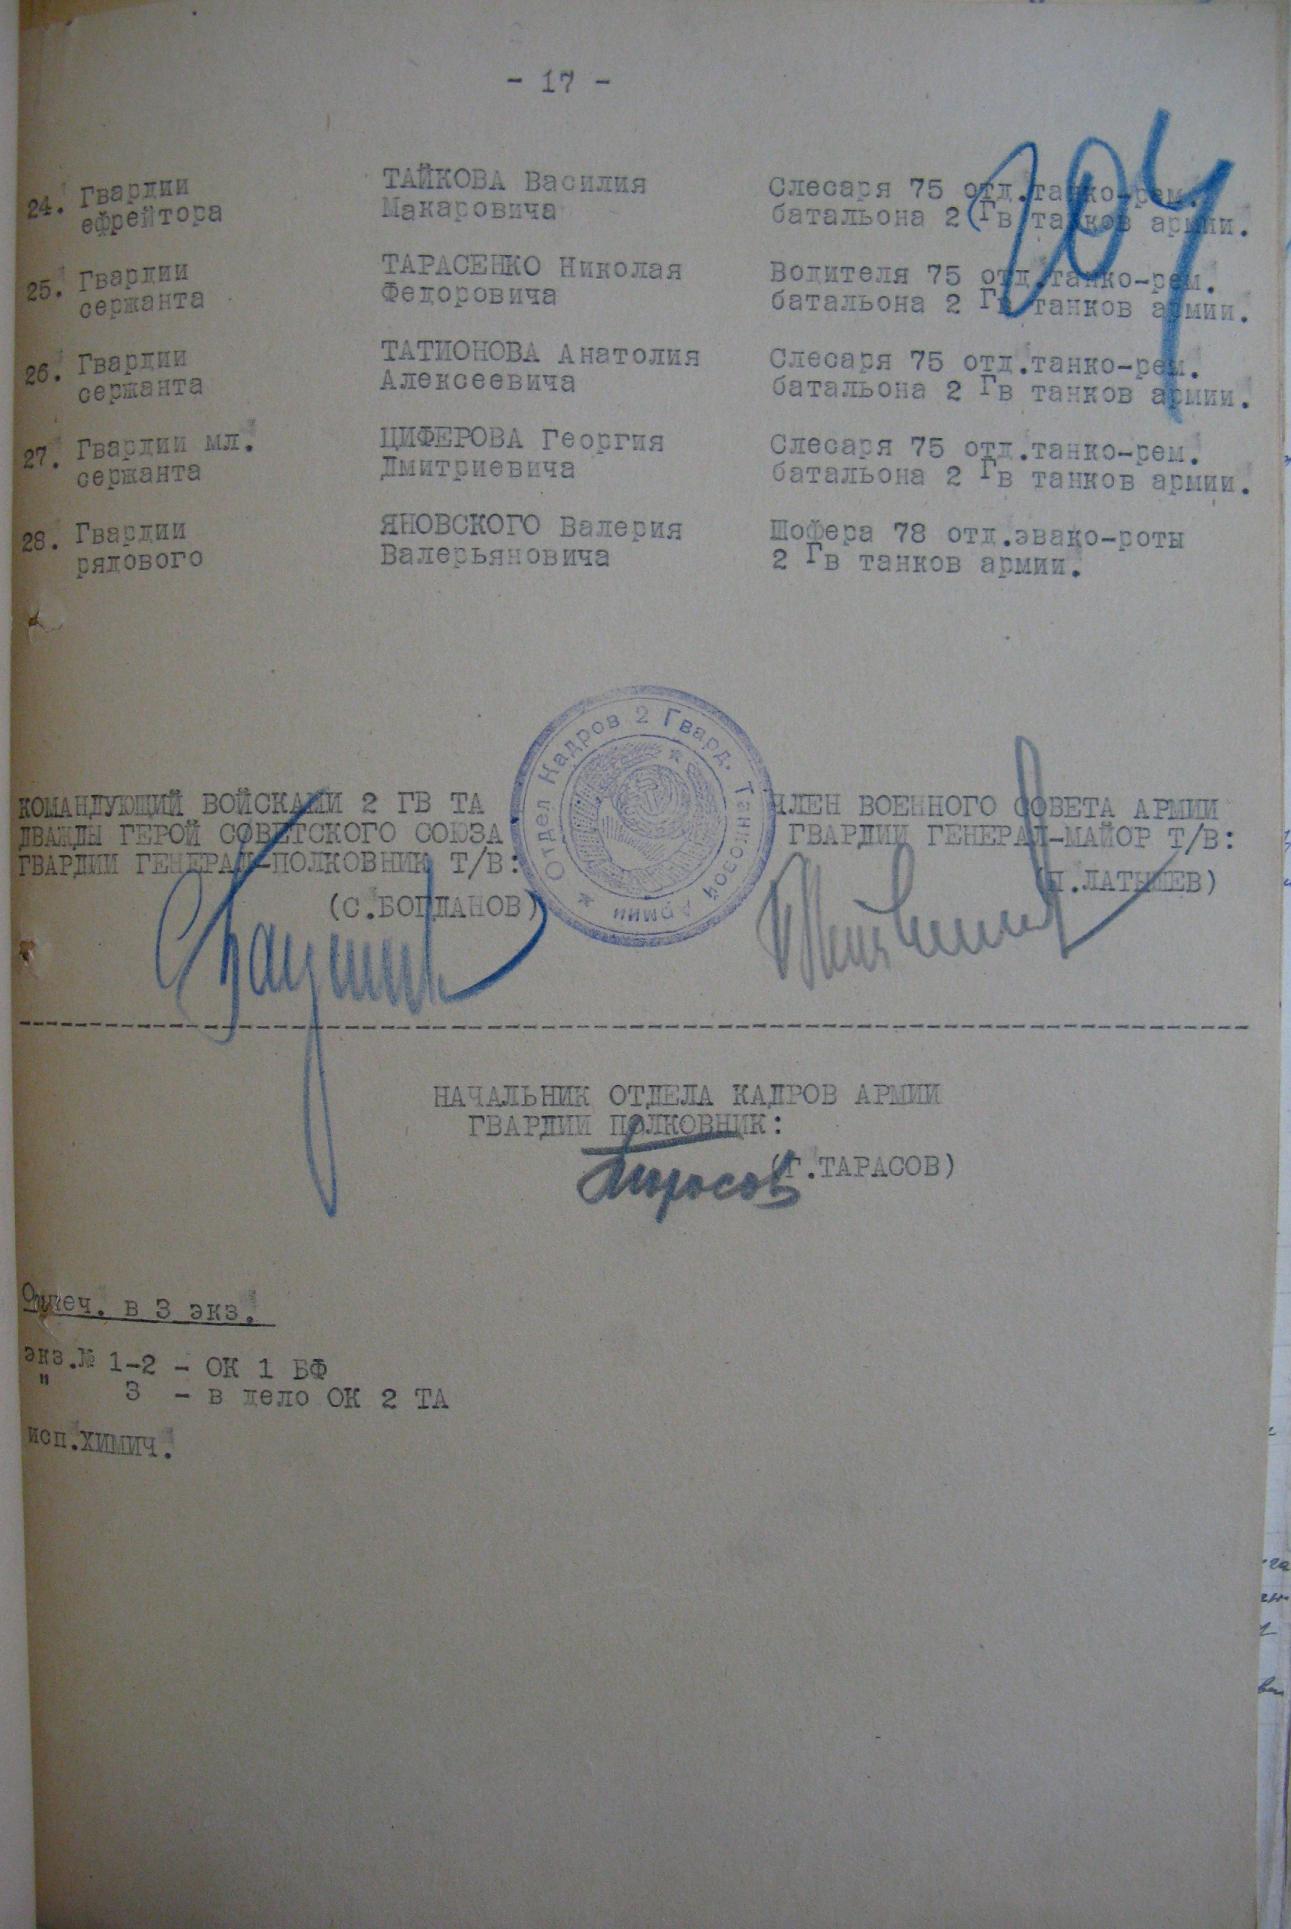 - 17 -
204
24. Гвардии ефрейтора ТАЙКОВА Василия Макаровича Слесаря 75 отд.танко-рем. батальона 2 Гв танков армии.
25. Гвардии сержанта ТАРАСЕНКО Николая Федоровича Водителя 75 отд.танко-рем. батальона 2 Гв танков армии.
26. Гвардии сержанта ТАТИОНОВА Анатолия Алексеевича Слесаря 75 отд.танко-рем. батальона 2 Гв танков армии.
27. Гвардии мл. сержанта ЦИФЕРОВА Георгия Дмитриевича Слесаря 75 отд.танко-рем. батальона 2 Гв танков армии.
28. Гвардии рядового ЯНОВСКОГО Валерия Валерьяновича Шофера 78 отд.эвако-роты 2 Гв танков армии.
Отдел Кадров 2 Гвард. Танковой Армии
КОМАНДУЮЩИЙ ВОЙСКАМИ 2 ГВ ТА
ДВАЖДЫ ГЕРОЙ СОВЕТСКОГО СОЮЗА
ГВАРДИИ ГЕНЕРАЛ-ПОЛКОВНИК Т/В:
(С.БОГДАНОВ)
ЧЛЕН ВОЕННОГО СОВЕТА АРМИИ
ГВАРДИИ ГЕНЕРАЛ-МАЙОР Т/В:
(П.ЛАТЫШЕВ)
НАЧАЛЬНИК ОТДЕЛА КАДРОВ АРМИИ
ГВАРДИИ ПОЛКОВНИК:
(Г.ТАРАСОВ)
Тарасов
Отпеч. в 3 экз.
экз.№ 1-2 - ОК 1 БФ
" 3 - в дело ОК 2 ТА
исп.ХИМИЧ.